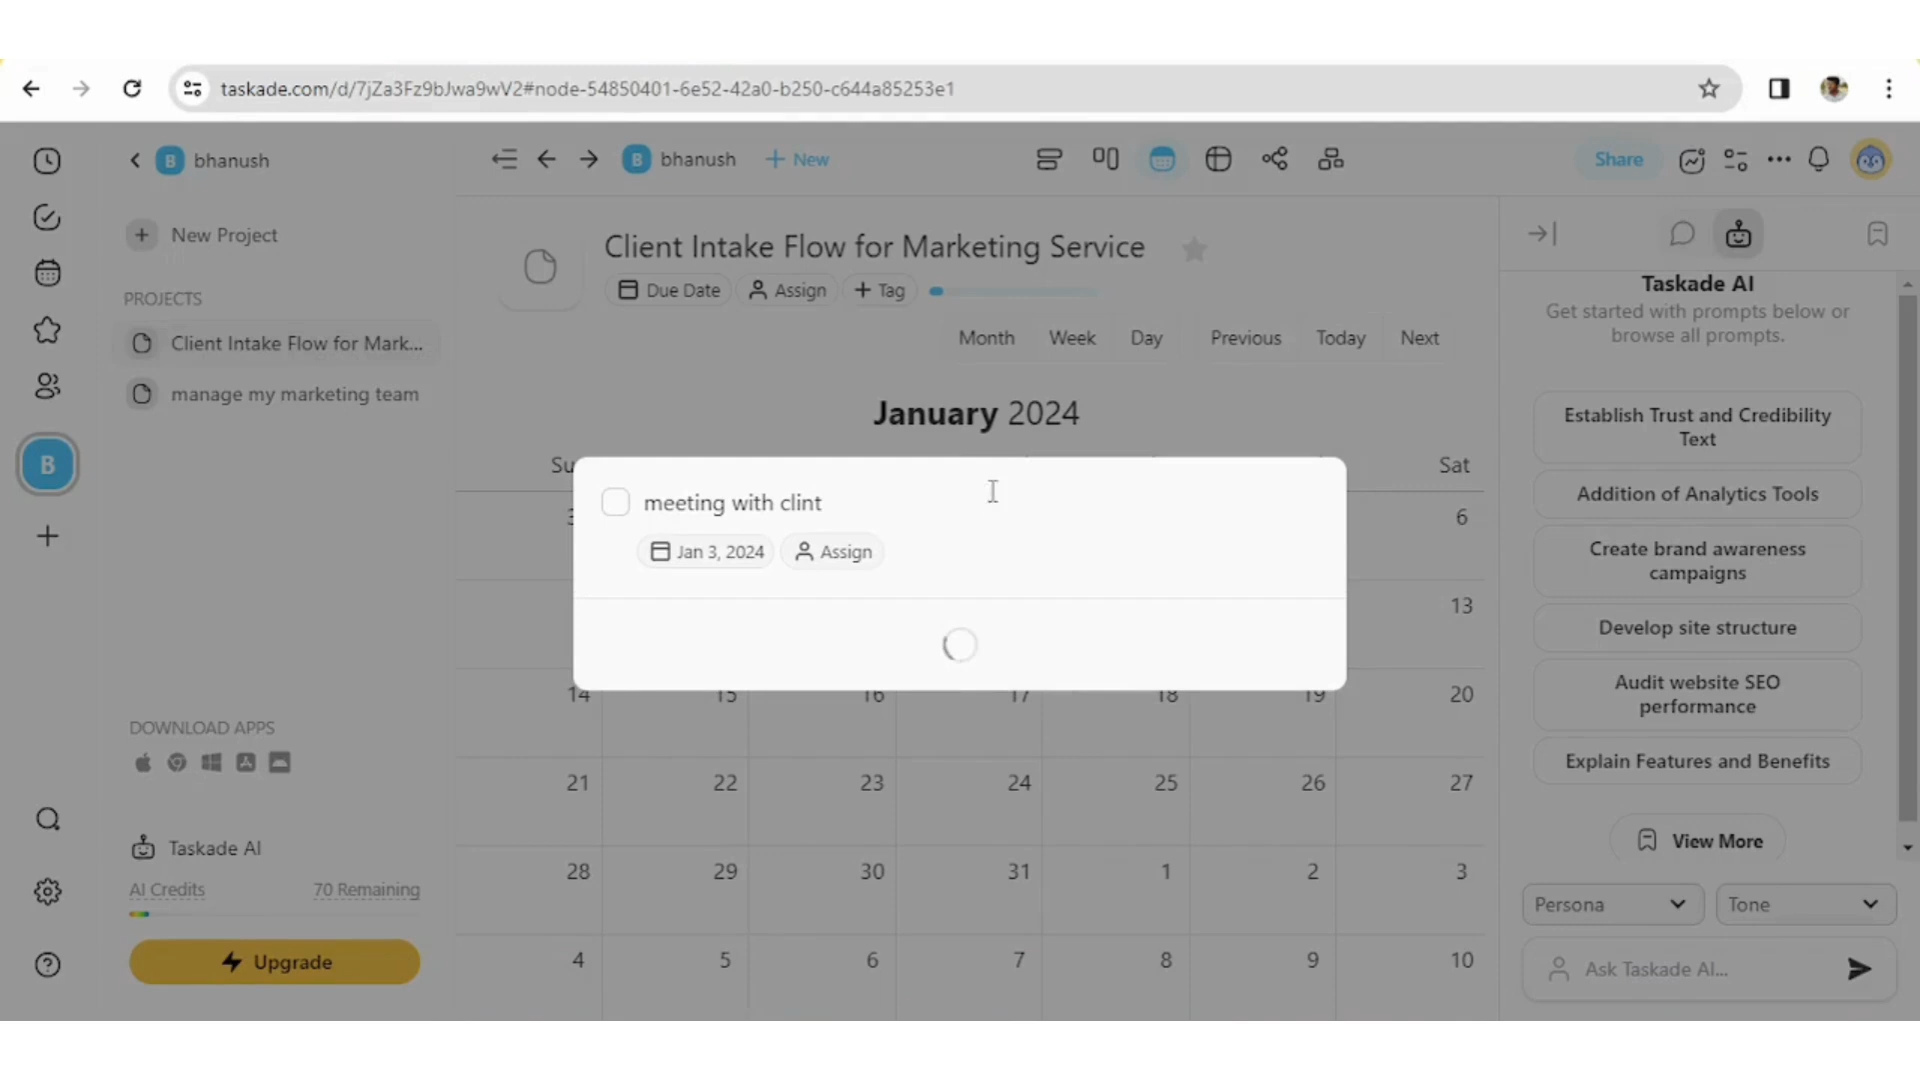 taskade.com/d/7jZa3Fz9bJwa9wV2#node-54850401-6e52-42a0-b250-c644a85253e1
B bhanush
B bhanush + New
Share
New Project
PROJECTS
Client Intake Flow for Mark...
manage my marketing team
Client Intake Flow for Marketing Service
Due Date Assign + Tag
Month Week Day Previous Today Next
January 2024
Su Sat
6
meeting with clint
Jan 3, 2024 Assign
13
14 15 16 17 18 19 20
21 22 23 24 25 26 27
28 29 30 31 1 2 3
4 5 6 7 8 9 10
B
DOWNLOAD APPS
Taskade AI
AI Credits 70 Remaining
Upgrade
Taskade AI
Get started with prompts below or
browse all prompts.
Establish Trust and Credibility
Text
Addition of Analytics Tools
Create brand awareness
campaigns
Develop site structure
Audit website SEO
performance
Explain Features and Benefits
View More
Persona Tone
Ask Taskade AI...